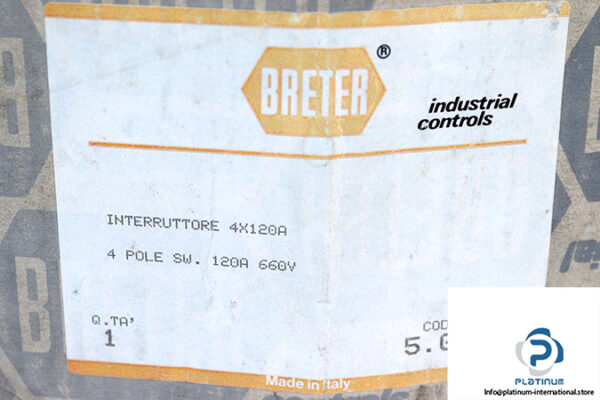 BRETER ®
industrial
controls
INTERRUTTORE 4X120A
4 POLE SW. 120A 660V
Q.TA'
1
COD
5.0
Made in Italy
PLATINUM
Info@platinum-international.store